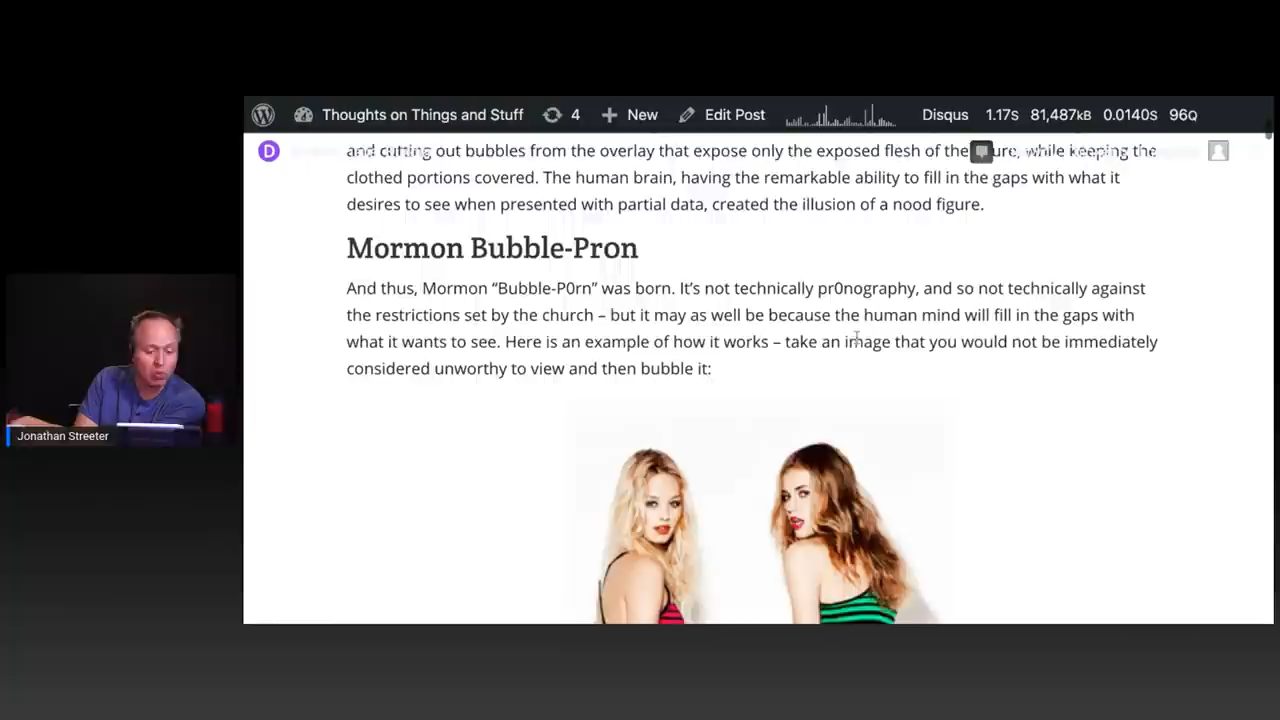 Thoughts on Things and Stuff 4 New Edit Post Disqus 1.17s 81,487kB 0.0140s 96Q
D
and cutting out bubbles from the overlay that expose only the exposed flesh of the while keeping the
clothed portions covered. The human brain, having the remarkable ability to fill in the gaps with what it
desires to see when presented with partial data, created the illusion of a nood figure.
Mormon Bubble-Pron
And thus, Mormon “Bubble-P0rn” was born. It’s not technically pr0nography, and so not technically against
the restrictions set by the church – but it may as well be because the human mind will fill in the gaps with
what it wants to see. Here is an example of how it works – take an image that you would not be immediately
considered unworthy to view and then bubble it:
Jonathan Streeter